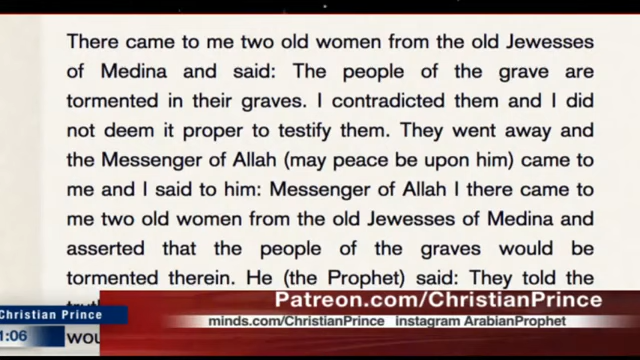 There came to me two old women from the old Jewesses
of Medina and said: The people of the grave are
tormented in their graves. I contradicted them and I did
not deem it proper to testify them. They went away and
the Messenger of Allah (may peace be upon him) came to
me and I said to him: Messenger of Allah I there came to
me two old women from the old Jewesses of Medina and
asserted that the people of the graves would be
tormented therein. He (the Prophet) said: They told the
Patreon.com/ChristianPrince
Christian Prince
minds.com/ChristianPrince instagram ArabianProphet
1:06